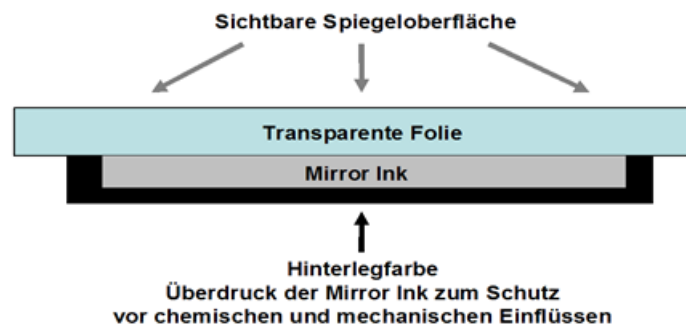 Sichtbare Spiegeloberfläche
Transparente Folie
Mirror Ink
Hinterlegfarbe
Überdruck der Mirror Ink zum Schutz
vor chemischen und mechanischen Einflüssen